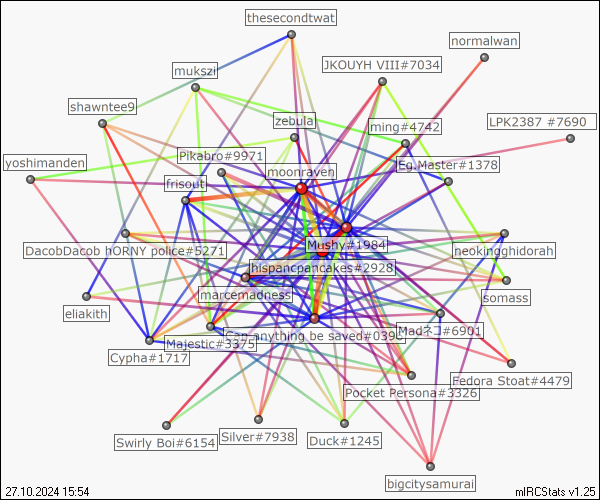 thesecondtwat
normalwan
JKOUYH VIII#7034
mukszi
shawntee9
zebula
ming#4742
LPK2387 #7690
Pikabro#9971
yoshimanden
moonraven
Eg.Master#1378
frisout
Mushy#1984
DacobDacob hORNY police#5271
neokingghidorah
hispancpancakes#2928
marcemadness
somass
eliakith
Can anything be saved#0390
Madネコ#6901
Majestic#3375
Cypha#1717
Fedora Stoat#4479
Pocket Persona#3326
Swirly Boi#6154
Silver#7938
Duck#1245
bigcitysamurai
27.10.2024 15:54
mIRCStats v1.25